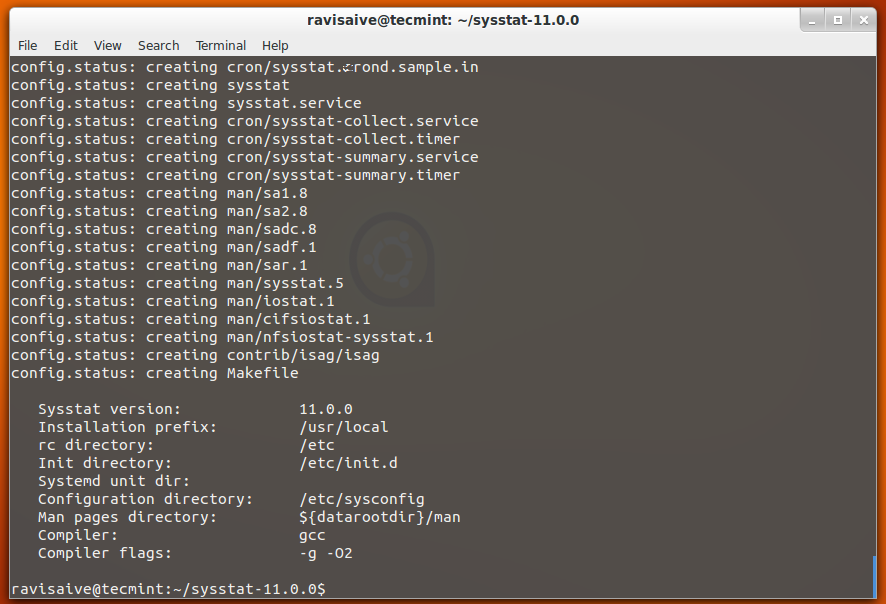 ravisaive@tecmint: ~/sysstat-11.0.0
File Edit View Search Terminal Help
config.status: creating cron/sysstat.crond.sample.in
config.status: creating sysstat
config.status: creating sysstat.service
config.status: creating cron/sysstat-collect.service
config.status: creating cron/sysstat-collect.timer
config.status: creating cron/sysstat-summary.service
config.status: creating cron/sysstat-summary.timer
config.status: creating man/sa1.8
config.status: creating man/sa2.8
config.status: creating man/sadc.8
config.status: creating man/sadf.1
config.status: creating man/sar.1
config.status: creating man/sysstat.5
config.status: creating man/iostat.1
config.status: creating man/cifsiostat.1
config.status: creating man/nfsiostat-sysstat.1
config.status: creating contrib/isag/isag
config.status: creating Makefile
Sysstat version: 11.0.0
Installation prefix: /usr/local
rc directory: /etc
Init directory: /etc/init.d
Systemd unit dir:
Configuration directory: /etc/sysconfig
Man pages directory: ${datarootdir}/man
Compiler: gcc
Compiler flags: -g -O2
ravisaive@tecmint:~/sysstat-11.0.0$